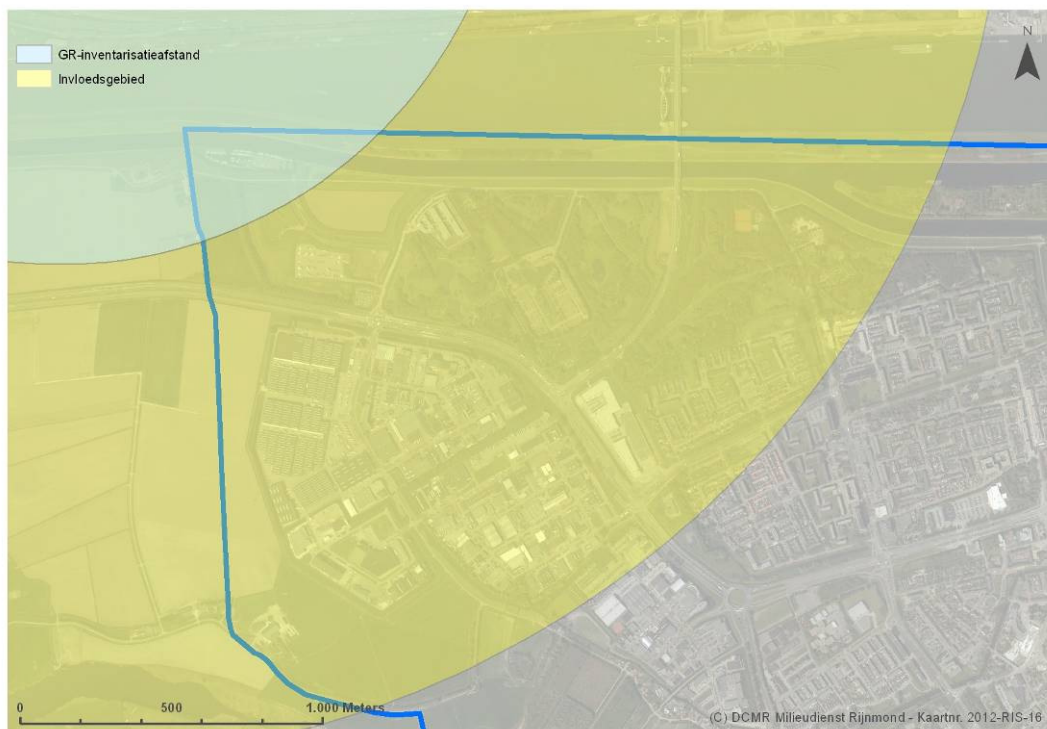 GR-inventarisatieafstand
Invloedsgebied
N
0 500 1.000 Meters
(C) DCMR Milieudienst Rijnmond - Kaartnr. 2012-RIS-16